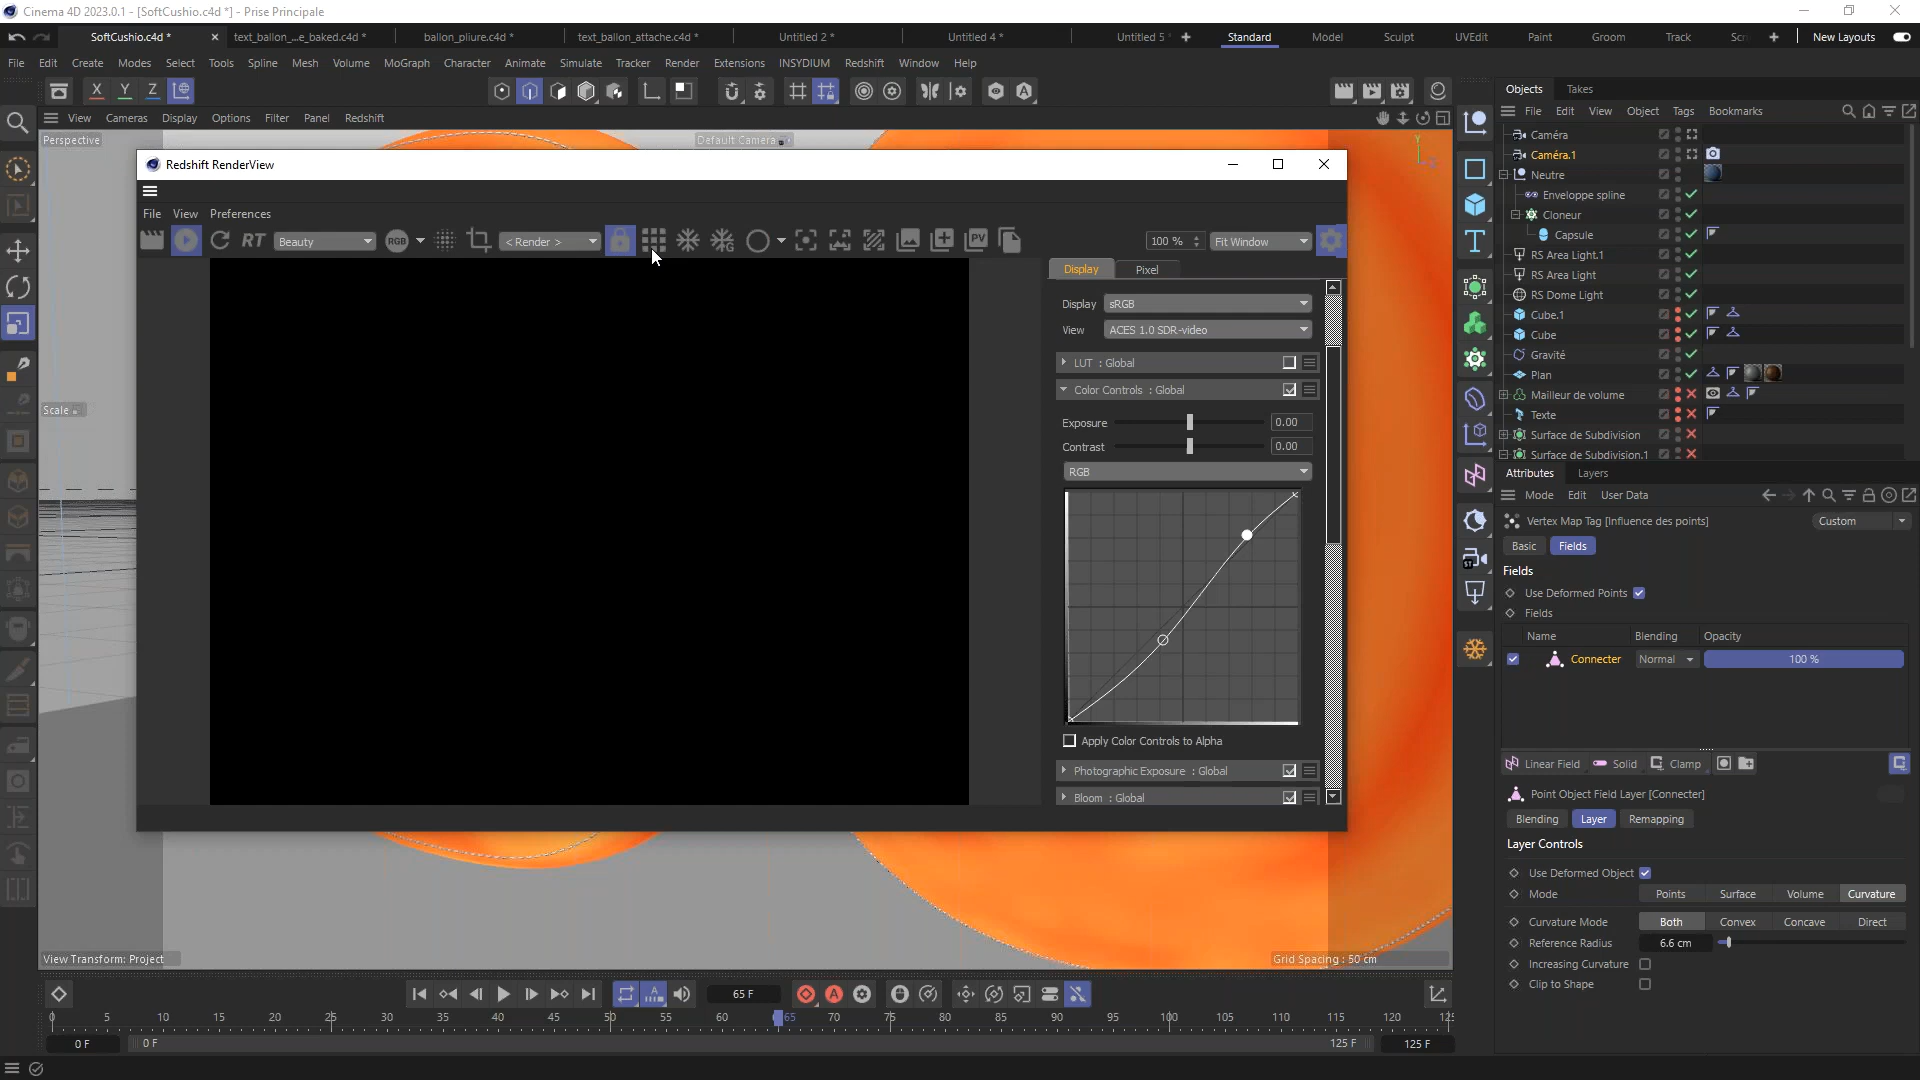 Cinema 4D 2023.0.1 - [SoftCushio.c4d *] - Prise Principale
SoftCushio.c4d * text_ballon_...e_baked.c4d * ballon_pliure.c4d * text_ballon_attache.c4d * Untitled 2 * Untitled 4 * Untitled 5 Standard Model Sculpt UVEdit Paint Groom Track New Layouts
File Edit Create Modes Select Tools Spline Mesh Volume MoGraph Character Animate Simulate Tracker Render Extensions INSYDIUM Redshift Window Help
X Y Z
Objects Takes
View Cameras Display Options Filter Panel Redshift
File Edit View Object Tags Bookmarks
Perspective
Default Camera
Redshift RenderView
File View Preferences
RT Beauty RGB < Render > PV 100 % Fit Window
Display Pixel
Display sRGB
View ACES 1.0 SDR-video
LUT : Global
Color Controls : Global
Exposure 0.00
Contrast 0.00
RGB
Apply Color Controls to Alpha
Photographic Exposure : Global
Bloom : Global
Scale
View Transform: Project
Grid Spacing : 50 cm
Caméra
Caméra.1
Neutre
Enveloppe spline
Cloneur
Capsule
RS Area Light.1
RS Area Light
RS Dome Light
Cube.1
Cube
Gravité
Plan
Mailleur de volume
Texte
Surface de Subdivision
Surface de Subdivision.1
Attributes Layers
Mode Edit User Data
Vertex Map Tag [Influence des points] Custom
Basic Fields
Fields
Use Deformed Points
Fields
Name Blending Opacity
Connecter Normal 100 %
Linear Field Solid Clamp
Point Object Field Layer [Connecter]
Blending Layer Remapping
Layer Controls
Use Deformed Object
Mode Points Surface Volume Curvature
Curvature Mode Both Convex Concave Direct
Reference Radius 6.6 cm
Increasing Curvature
Clip to Shape
65 F
0 5 10 15 20 25 30 35 40 45 50 55 60 65 70 75 80 85 90 95 100 105 110 115 120
0 F 0 F 125 F 125 F